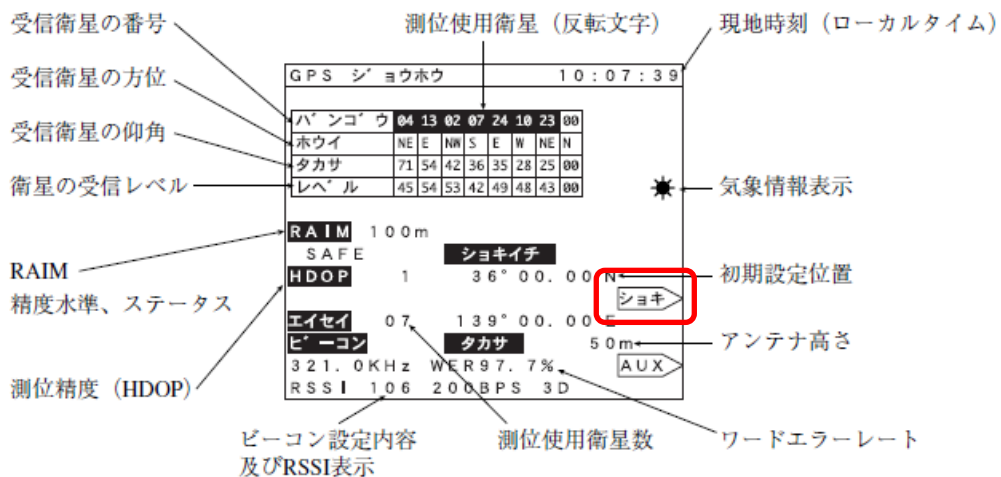 受信衛星の番号
測位使用衛星（反転文字）
現地時刻（ローカルタイム）
受信衛星の方位
GPS ジョウホウ 10:07:39
受信衛星の仰角
バンゴウ 04 13 02 07 24 10 23 00
ホウイ NE E NW S E W NE N
タカサ 71 54 42 36 35 28 25 00
レベル 45 54 53 42 49 48 43 00
衛星の受信レベル
気象情報表示
RAIM 100m
SAFE ショキイチ
RAIM
精度水準、ステータス
HDOP 1 36°00.00 N
初期設定位置
ショキ
エイセイ 07 139°00.00 E
ビーコン タカサ 50m
アンテナ高さ
321.0KHz WER97.7%
AUX
RSSI 106 200BPS 3D
測位精度（HDOP）
ビーコン設定内容
及びRSSI表示
測位使用衛星数
ワードエラーレート